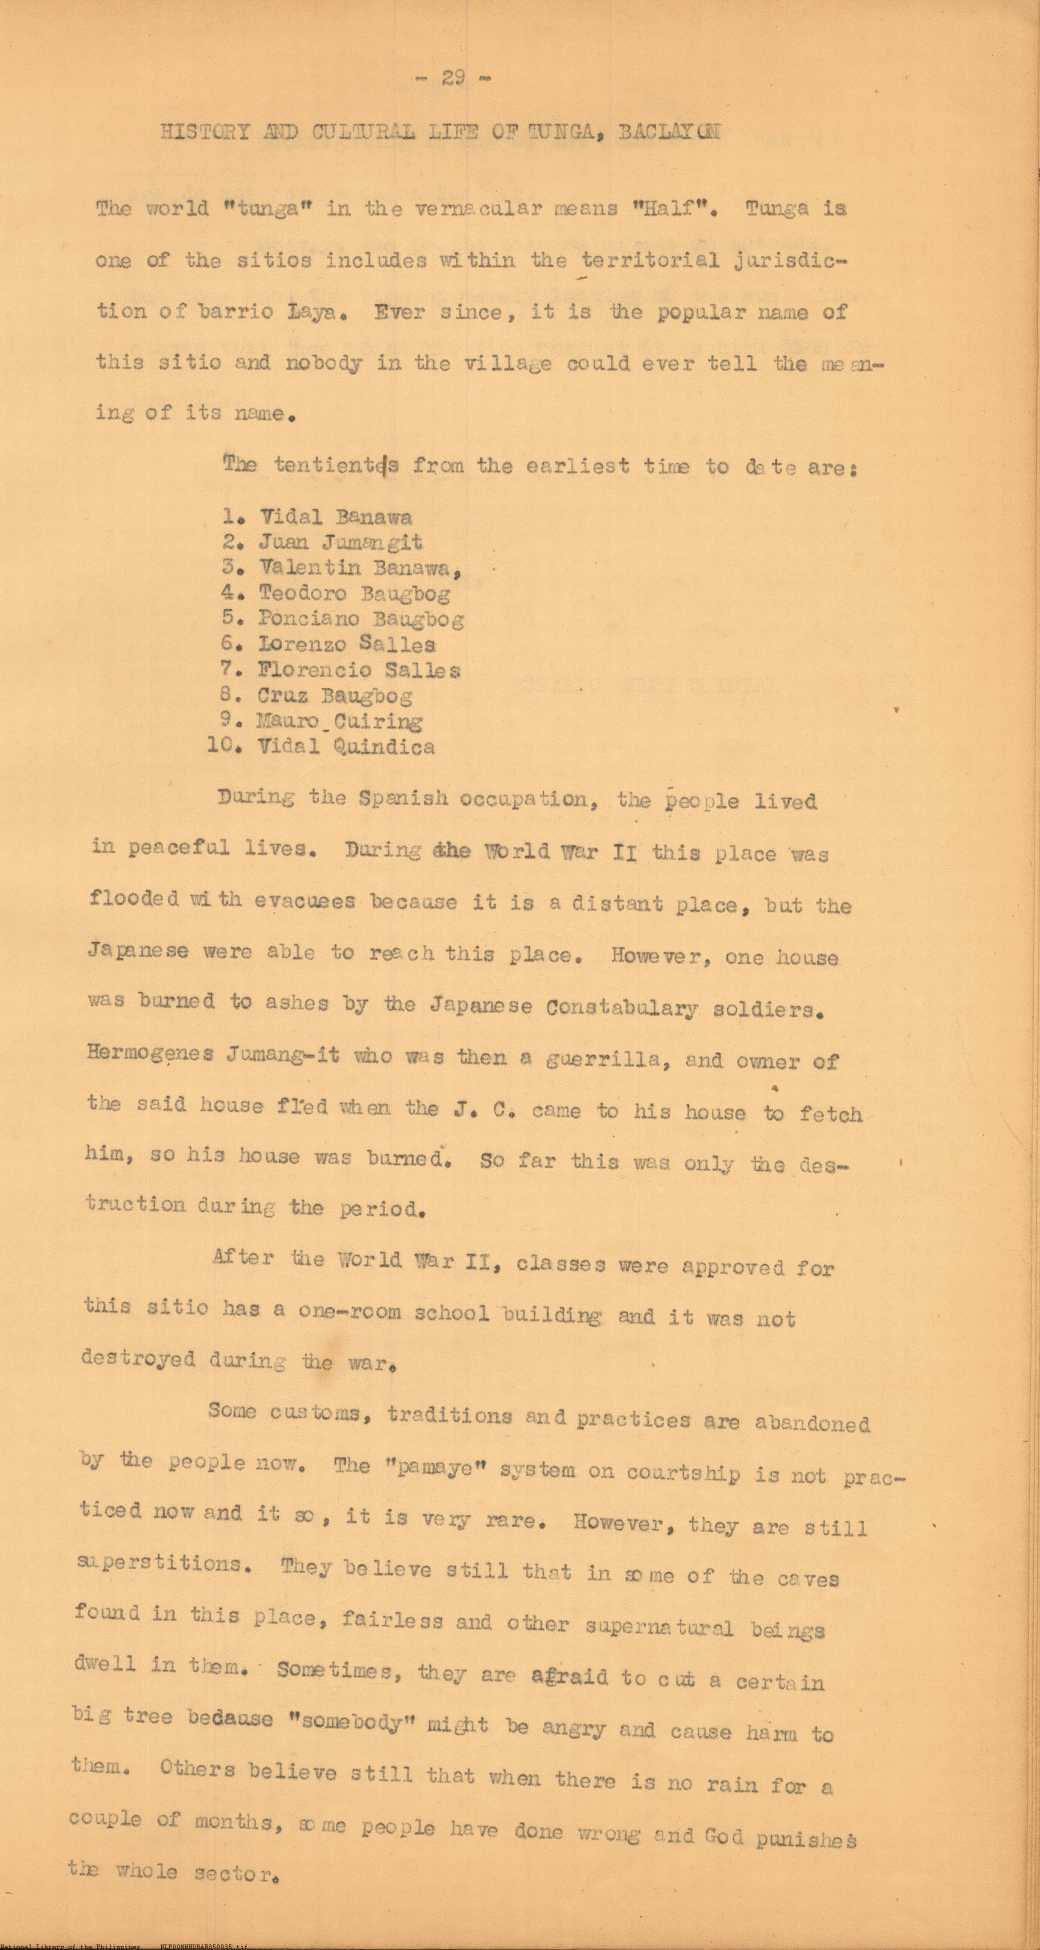 - 29 -
HISTORY AND CULTURAL LIFE OF TUNGA, BACLAYON
The world "tunga" in the vernacular means "Half". Tunga is
one of the sitios includes within the territorial jurisdic-
tion of barrio Laya. Ever since, it is the popular name of
this sitio and nobody in the village could ever tell the mean-
ing of its name.
The tentientes from the earliest time to date are:
1. Vidal Banawa
2. Juan Jumangit
3. Valentin Banawa,
4. Teodoro Baugbog
5. Ponciano Baugbog
6. Lorenzo Salles
7. Florencio Salles
8. Cruz Baugbog
9. Mauro Cuiring
10. Vidal Quindica
During the Spanish occupation, the people lived
in peaceful lives. During the World War II this place was
flooded with evacuees because it is a distant place, but the
Japanese were able to reach this place. However, one house
was burned to ashes by the Japanese Constabulary soldiers.
Hermogenes Jumang-it who was then a guerrilla, and owner of
the said house fled when the J. C. came to his house to fetch
him, so his house was burned. So far this was only the des-
truction during the period.
After the World War II, classes were approved for
this sitio has a one-room school building and it was not
destroyed during the war.
Some customs, traditions and practices are abandoned
by the people now. The "pamaye" system on courtship is not prac-
ticed now and it so, it is very rare. However, they are still
superstitions. They believe still that in some of the caves
found in this place, fairless and other supernatural beings
dwell in them. Sometimes, they are afraid to cut a certain
big tree bedause "somebody" might be angry and cause harm to
them. Others believe still that when there is no rain for a
couple of months, some people have done wrong and God punishes
the whole sector.
National Library of the Philippines